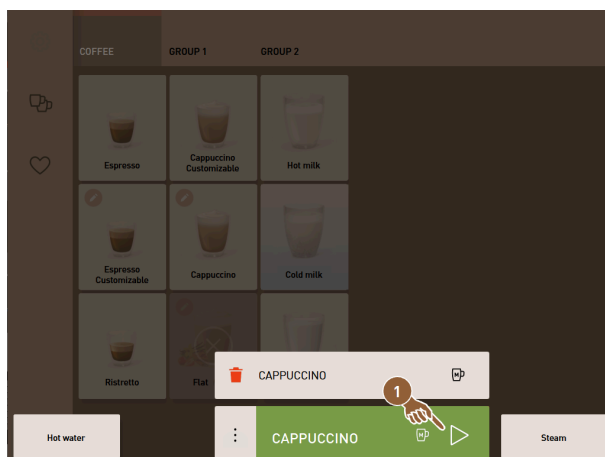 COFFEE GROUP 1 GROUP 2
Espresso
Cappuccino
Customizable
Hot milk
Espresso
Customizable
Cappuccino
Cold milk
Ristretto
Flat
CAPPUCCINO M
1
Hot water
CAPPUCCINO M
Steam